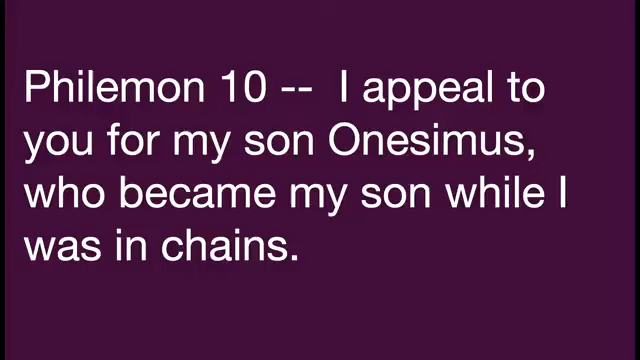 Philemon 10 --  I appeal to
you for my son Onesimus,
who became my son while I
was in chains.